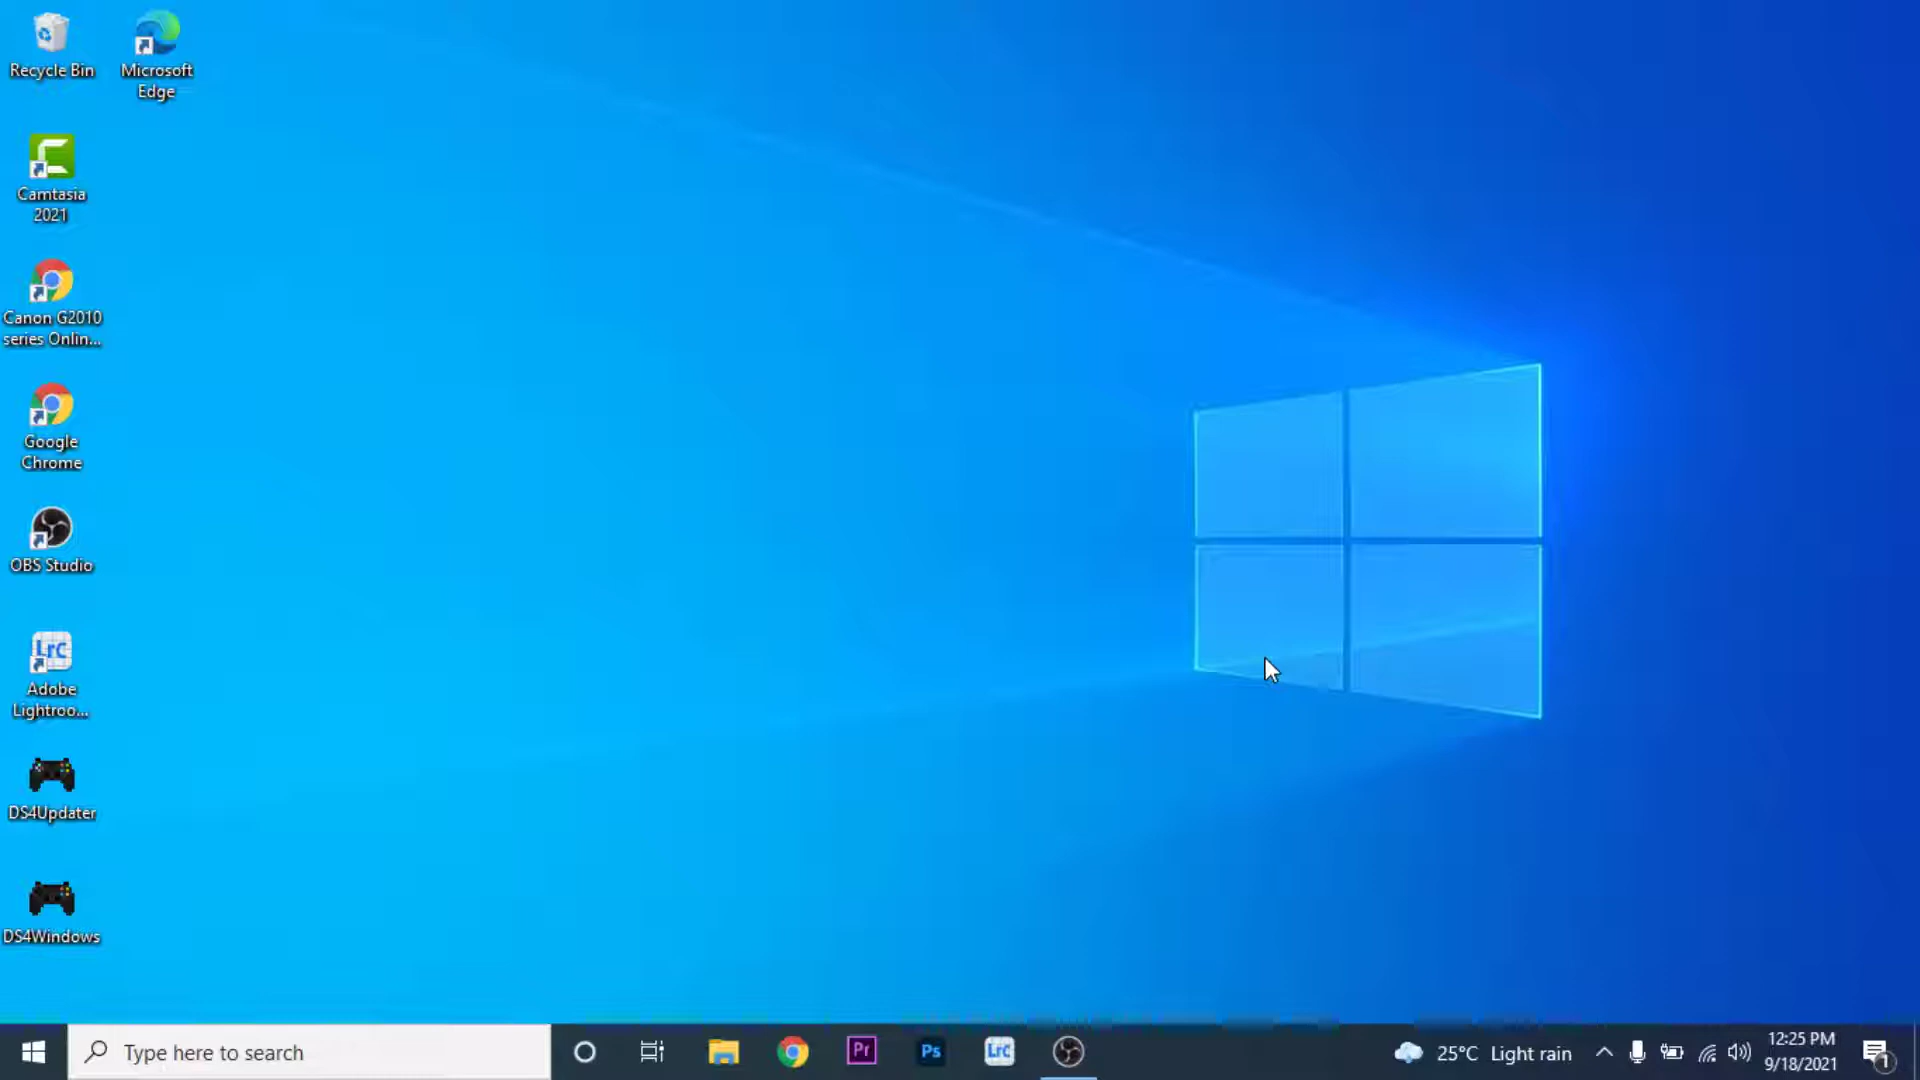 Recycle Bin
Microsoft
Edge
Camtasia
2021
Canon G2010
series Onlin...
Google
Chrome
OBS Studio
LrC
Adobe
Lightroo...
DS4Updater
DS4Windows
Type here to search
Pr
Ps
LrC
25°C Light rain
12:25 PM
9/18/2021
1